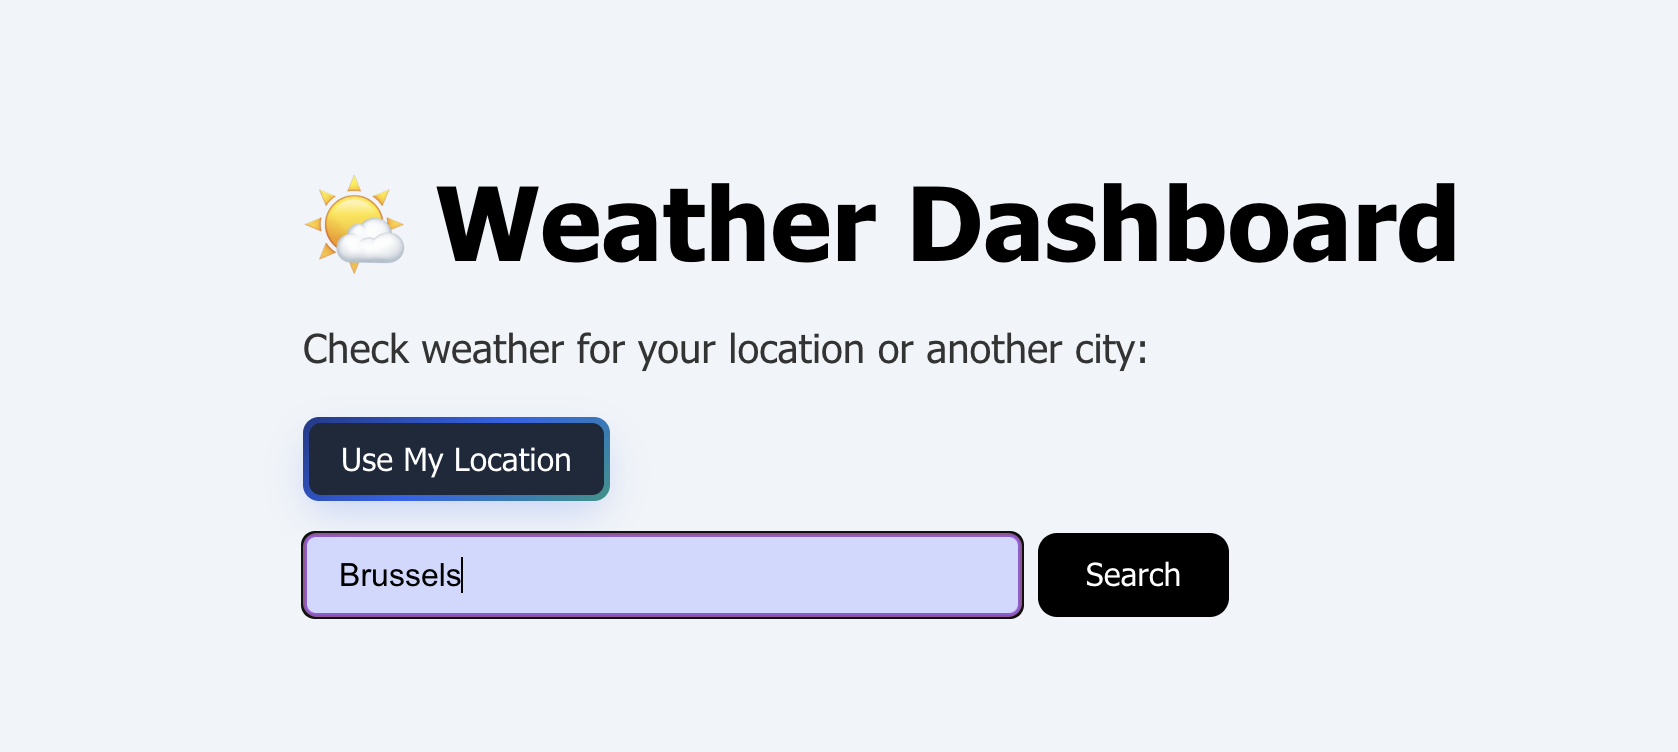 Weather Dashboard
Check weather for your location or another city:
Use My Location
Brussels
Search